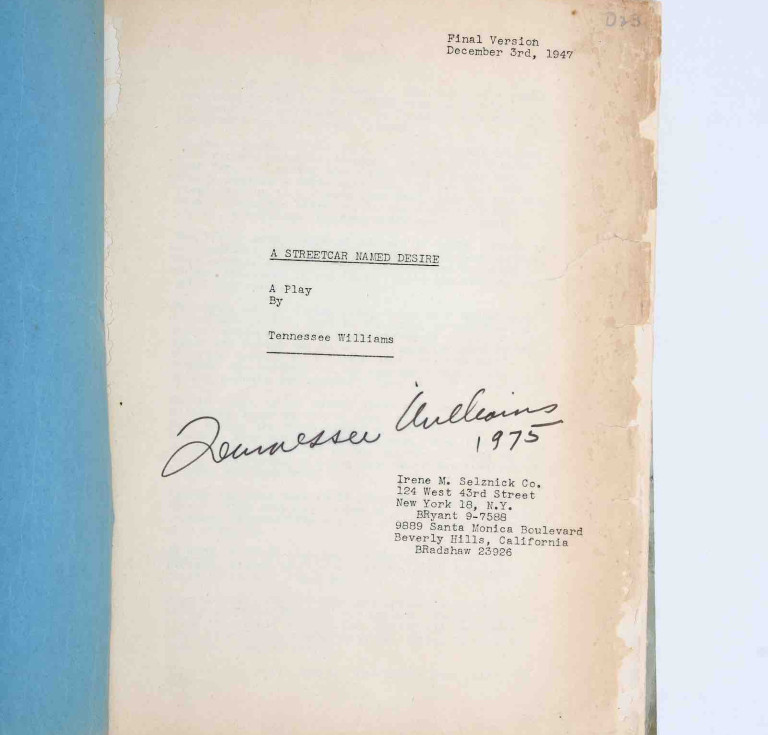 D23
Final Version
December 3rd, 1947
A STREETCAR NAMED DESIRE
A Play
By
Tennessee Williams
Tennessee Williams
1975
Irene M. Selznick Co.
124 West 43rd Street
New York 18, N.Y.
BRyant 9-7588
9889 Santa Monica Boulevard
Beverly Hills, California
BRadshaw 23926